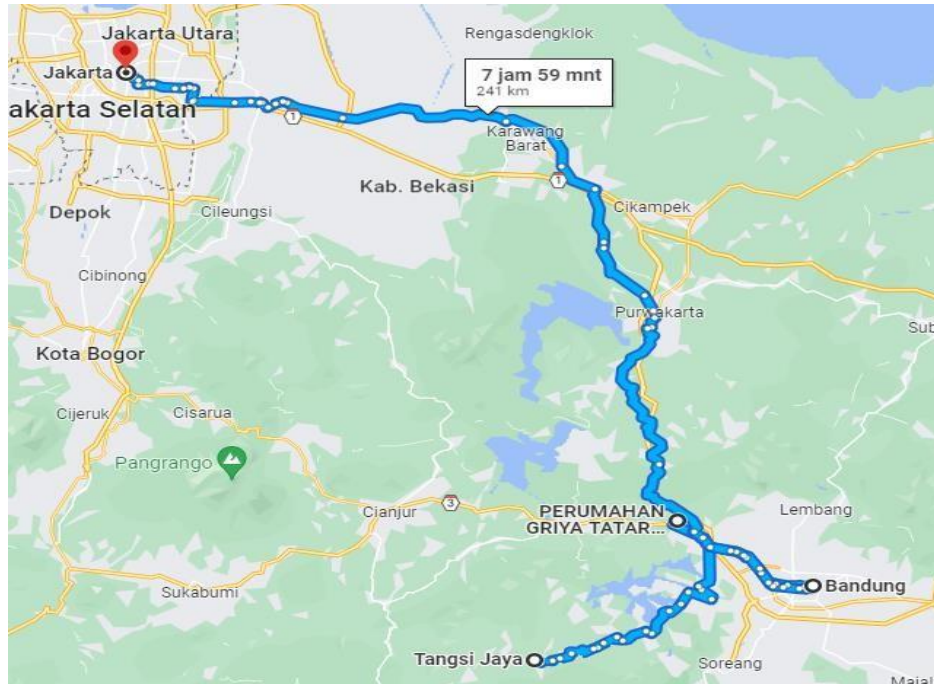 Rengasdengklok
Jakarta Utara
Jakarta
7 jam 59 mnt
241 km
akarta Selatan
1
Karawang
Barat
Kab. Bekasi
1
Depok
Cileungsi
Cikampek
Cibinong
Purwakarta
Sub
Kota Bogor
Cijeruk
Cisarua
Pangrango
3
Cianjur
PERUMAHAN
GRIYA TATAR...
Lembang
Sukabumi
Bandung
Tangsi Jaya
Soreang
Majal